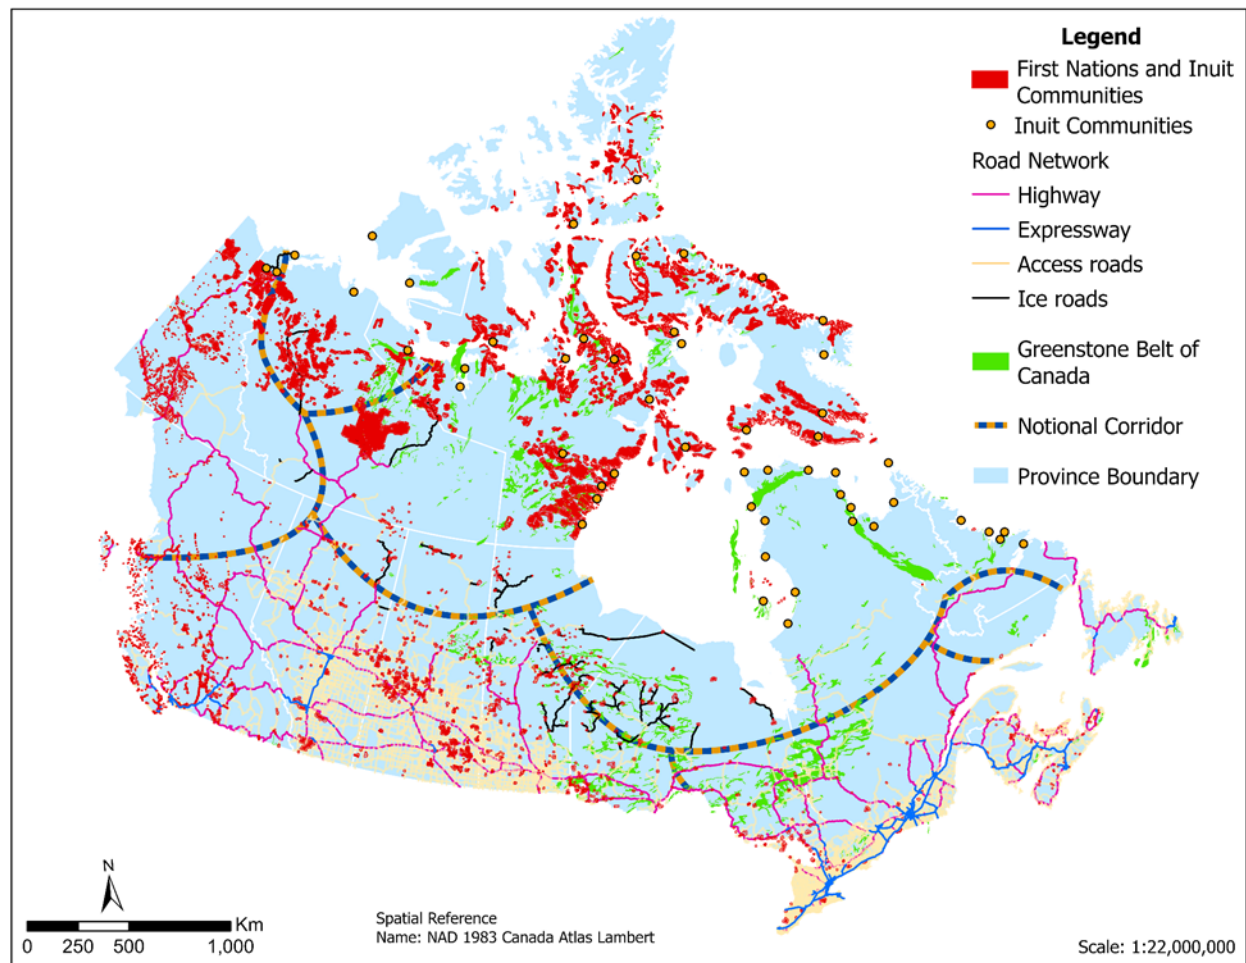 Legend
First Nations and Inuit
Communities
Inuit Communities
Road Network
Highway
Expressway
Access roads
Ice roads
Greenstone Belt of
Canada
Notional Corridor
Province Boundary
N
Km
0 250 500 1,000
Spatial Reference
Name: NAD 1983 Canada Atlas Lambert
Scale: 1:22,000,000